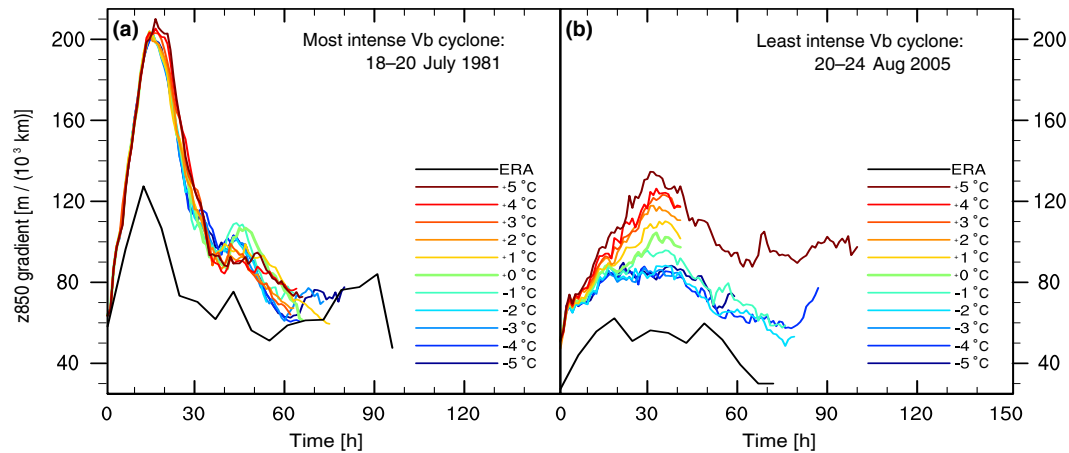 (a)
Most intense Vb cyclone:
18–20 July 1981
(b)
Least intense Vb cyclone:
20–24 Aug 2005
z850 gradient [m / (10³ km)]
200
160
120
80
40
200
160
120
80
40
ERA
+5°C
+4°C
+3°C
+2°C
+1°C
+0°C
-1°C
-2°C
-3°C
-4°C
-5°C
ERA
+5°C
+4°C
+3°C
+2°C
+1°C
+0°C
-1°C
-2°C
-3°C
-4°C
-5°C
0 30 60 90 120
0 30 60 90 120 150
Time [h]
Time [h]